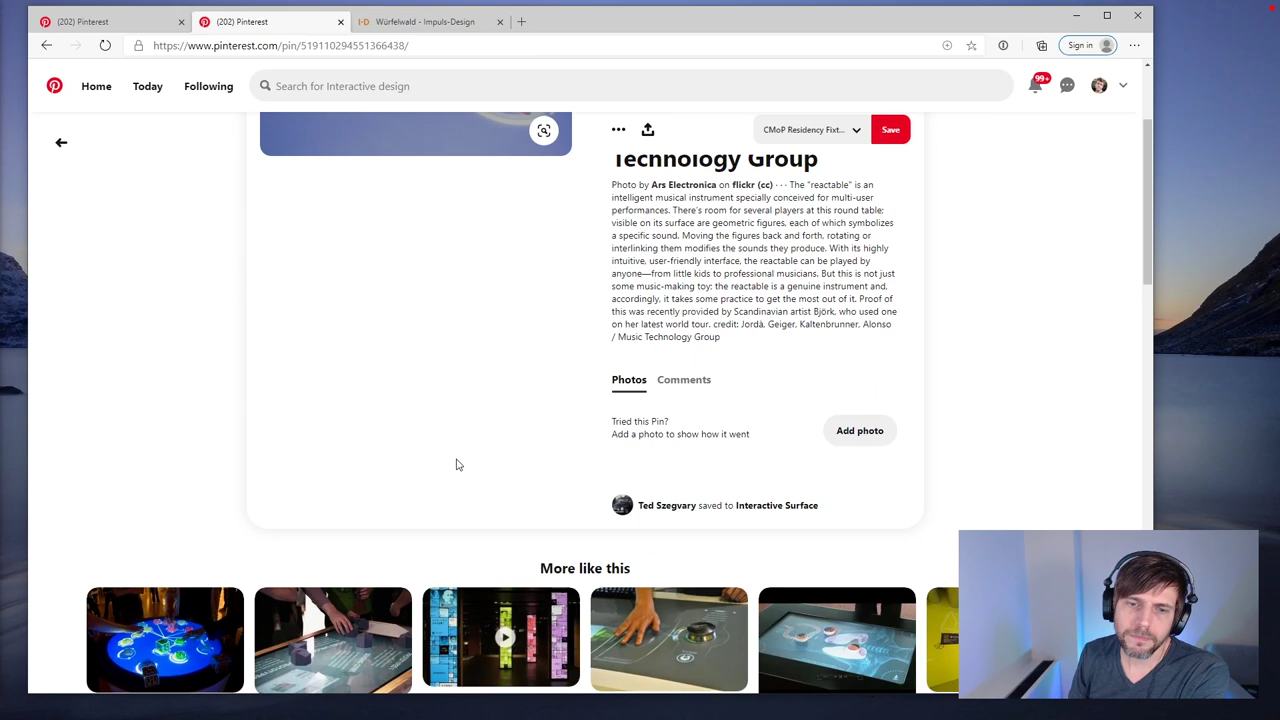 (202) Pinterest
(202) Pinterest
I-D Würfelwald - Impuls-Design
https://www.pinterest.com/pin/519110294551366438/
Sign in
Home
Today
Following
Search for Interactive design
99+
CMoP Residency Fixt...
Save
Technology Group
Photo by Ars Electronica on flickr (cc) · · · The "reactable" is an
intelligent musical instrument specially conceived for multi-user
performances. There's room for several players at this round table;
visible on its surface are geometric figures, each of which symbolizes
a specific sound. Moving the figures back and forth, rotating or
interlinking them modifies the sounds they produce. With its highly
intuitive, user-friendly interface, the reactable can be played by
anyone—from little kids to professional musicians. But this is not just
some music-making toy: the reactable is a genuine instrument and,
accordingly, it takes some practice to get the most out of it. Proof of
this was recently provided by Scandinavian artist Björk, who used one
on her latest world tour. credit: Jordà, Geiger, Kaltenbrunner, Alonso
/ Music Technology Group
Photos
Comments
Tried this Pin?
Add a photo to show how it went
Add photo
Ted Szegvary saved to Interactive Surface
More like this